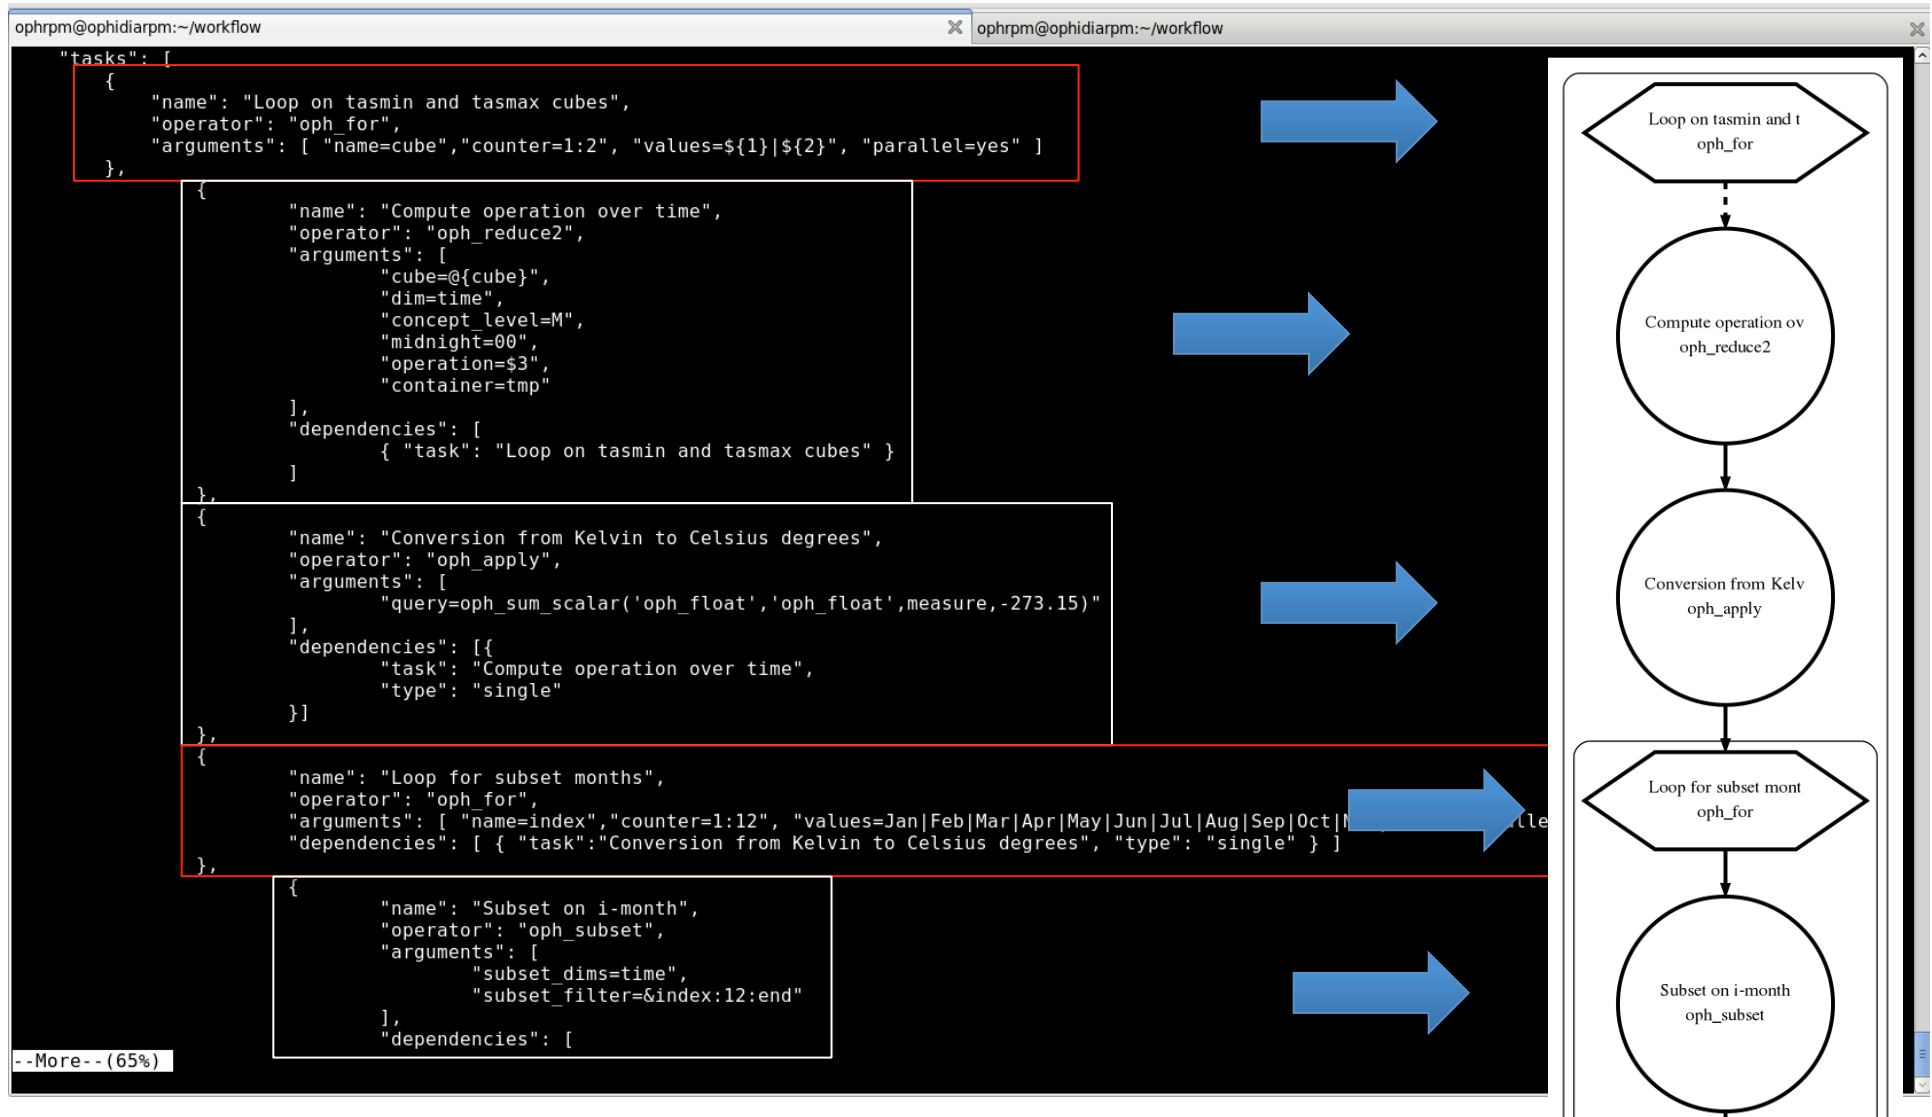 ophrpm@ophidiarpm:~/workflow
ophrpm@ophidiarpm:~/workflow
"tasks": [
{
"name": "Loop on tasmin and tasmax cubes",
"operator": "oph_for",
"arguments": [ "name=cube","counter=1:2", "values=${1}|${2}", "parallel=yes" ]
},
{
"name": "Compute operation over time",
"operator": "oph_reduce2",
"arguments": [
"cube=@{cube}",
"dim=time",
"concept_level=M",
"midnight=00",
"operation=$3",
"container=tmp"
],
"dependencies": [
{ "task": "Loop on tasmin and tasmax cubes" }
]
},
{
"name": "Conversion from Kelvin to Celsius degrees",
"operator": "oph_apply",
"arguments": [
"query=oph_sum_scalar('oph_float','oph_float',measure,-273.15)"
],
"dependencies": [{
"task": "Compute operation over time",
"type": "single"
}]
},
{
"name": "Loop for subset months",
"operator": "oph_for",
"arguments": [ "name=index","counter=1:12", "values=Jan|Feb|Mar|Apr|May|Jun|Jul|Aug|Sep|Oct|
"dependencies": [ { "task":"Conversion from Kelvin to Celsius degrees", "type": "single" } ]
},
{
"name": "Subset on i-month",
"operator": "oph_subset",
"arguments": [
"subset_dims=time",
"subset_filter=&index:12:end"
],
"dependencies": [
--More--(65%)
Loop on tasmin and t
oph_for
Compute operation ov
oph_reduce2
Conversion from Kelv
oph_apply
Loop for subset mont
oph_for
Subset on i-month
oph_subset